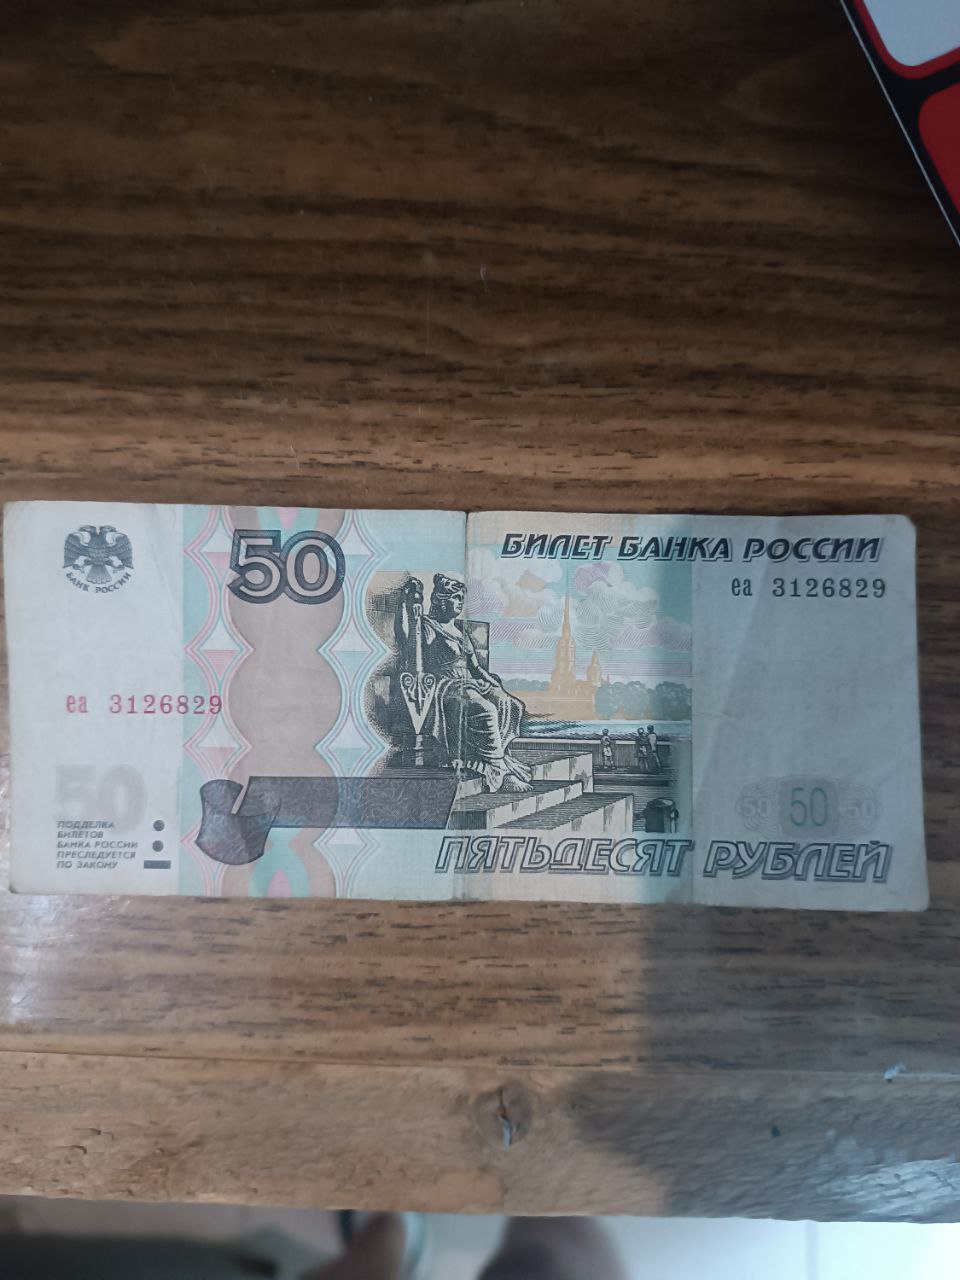 БАНК РОССИИ
50
БИЛЕТ БАНКА РОССИИ
еа 3126829
еа 3126829
50
ПОДДЕЛКА
БИЛЕТОВ
БАНКА РОССИИ
ПРЕСЛЕДУЕТСЯ
ПО ЗАКОНУ
50 50 50
ПЯТЬДЕСЯТ РУБЛЕЙ